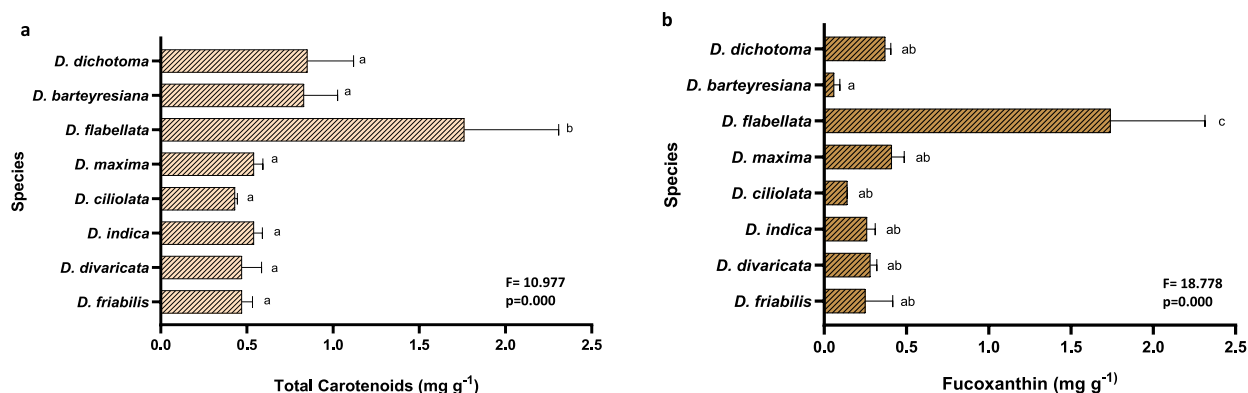 a
D. dichotoma
a
D. barteyresiana
a
D. flabellata
b
D. maxima
a
D. ciliolata
a
D. indica
a
D. divaricata
a
D. friabilis
a
Species
F= 10.977
p=0.000
0.0 0.5 1.0 1.5 2.0 2.5
Total Carotenoids (mg g⁻¹)
b
D. dichotoma
ab
D. barteyresiana
a
D. flabellata
c
D. maxima
ab
D. ciliolata
ab
D. indica
ab
D. divaricata
ab
D. friabilis
ab
Species
F= 18.778
p=0.000
0.0 0.5 1.0 1.5 2.0 2.5
Fucoxanthin (mg g⁻¹)